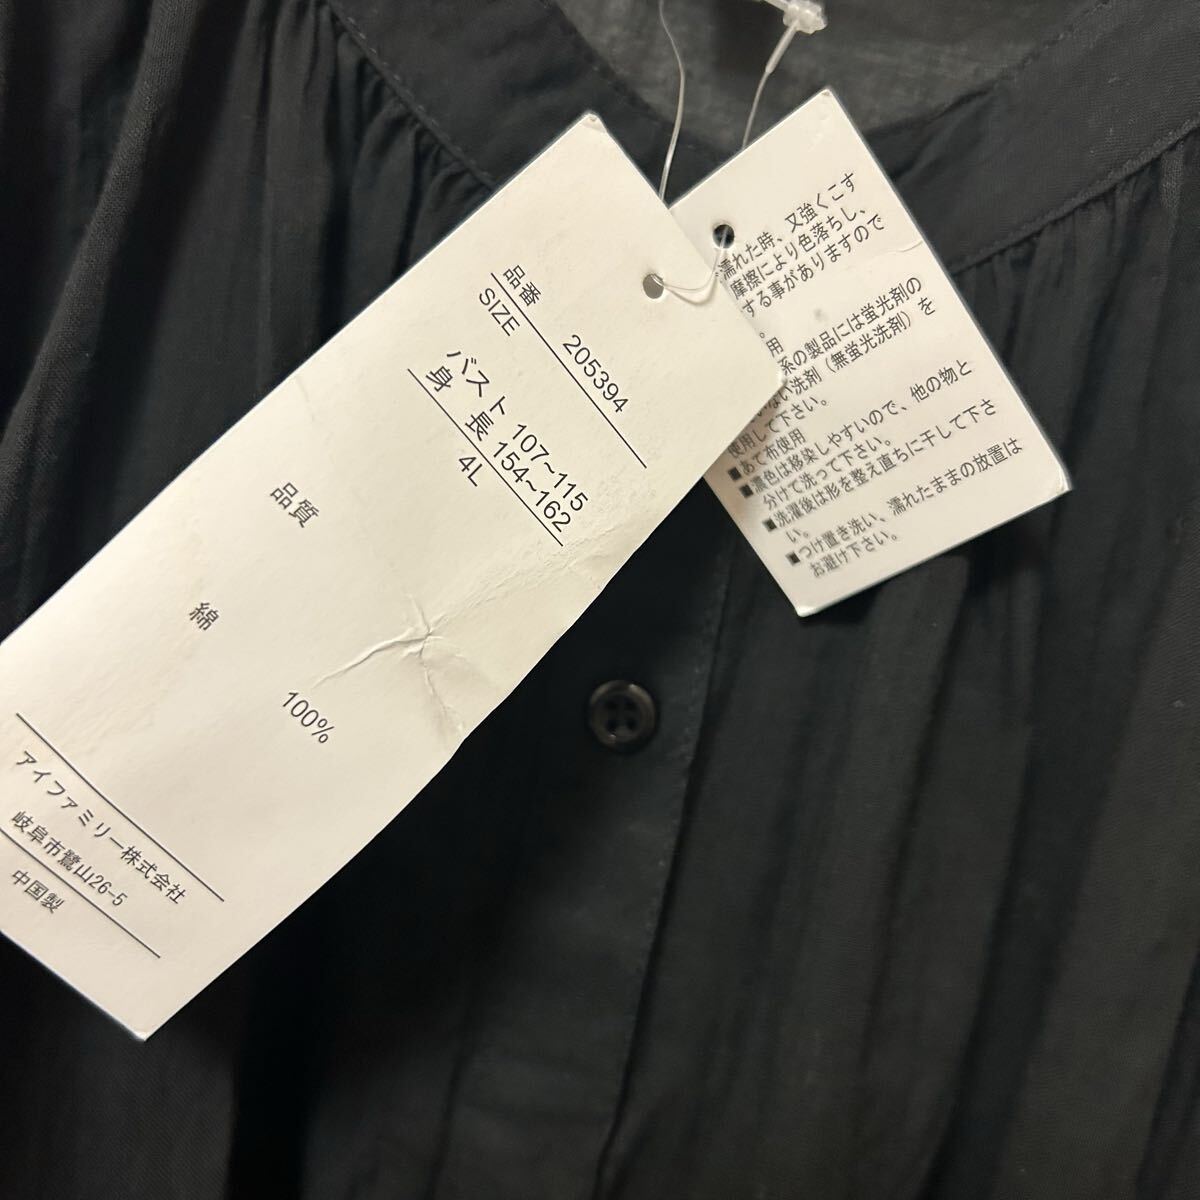 品番 205394
SIZE
バスト 107~115
身 長 154~162
4L
品質
綿 100%
アイファミリー株式会社
岐阜市鷺山26-5
中国製
濡れた時、又強くこす
摩擦により色落ちし、
する事がありますので
。
用
系の製品には蛍光剤の
いない洗剤(無蛍光洗剤)を
使用して下さい。
■あて布使用
■濃色は移染しやすいので、他の物と
分けて洗って下さい。
■洗濯後は形を整え直ちに干して下さ
い。
■つけ置き洗い、濡れたままの放置は
お避け下さい。